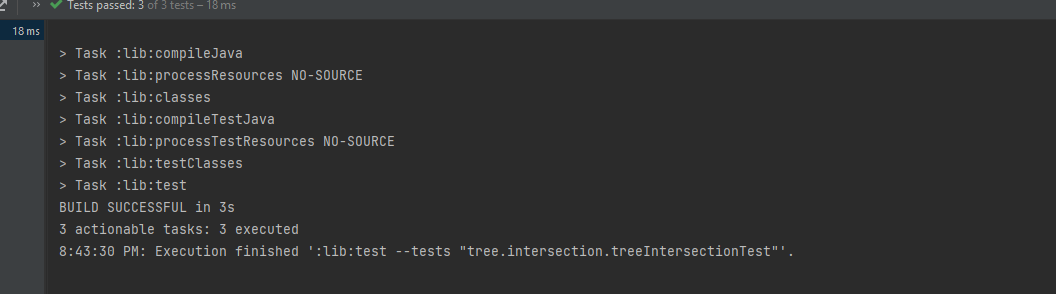 ›› Tests passed: 3 of 3 tests – 18 ms
18 ms
> Task :lib:compileJava
> Task :lib:processResources NO-SOURCE
> Task :lib:classes
> Task :lib:compileTestJava
> Task :lib:processTestResources NO-SOURCE
> Task :lib:testClasses
> Task :lib:test
BUILD SUCCESSFUL in 3s
3 actionable tasks: 3 executed
8:43:30 PM: Execution finished ':lib:test --tests "tree.intersection.treeIntersectionTest"'.